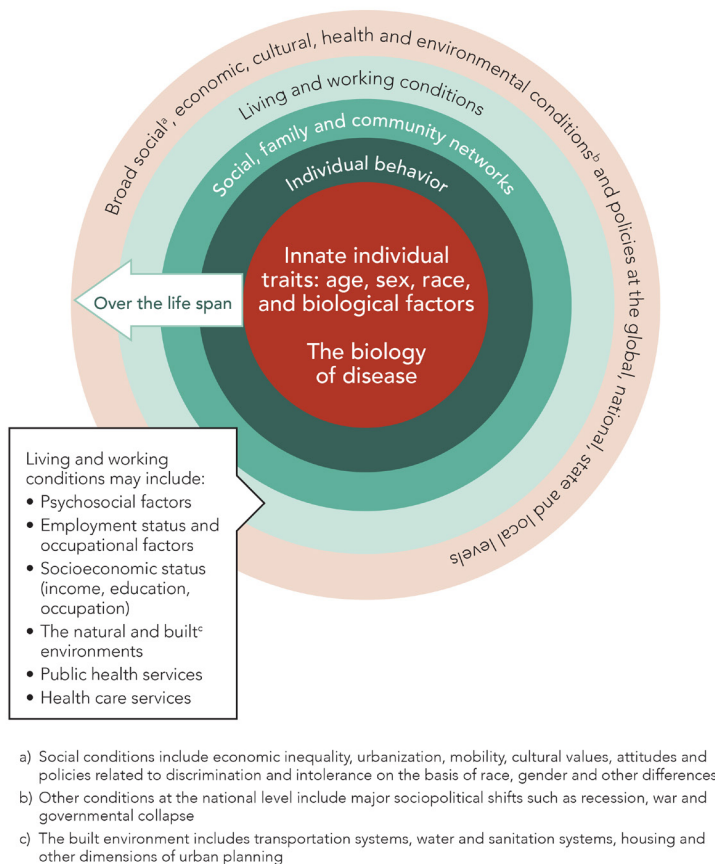 Broad socialᵃ, economic, cultural, health and environmental conditionsᵇ and policies at the global, national, state and local levels
Living and working conditions
Social, family and community networks
Individual behavior
Innate individual
traits: age, sex, race,
and biological factors
The biology
of disease
Over the life span
Living and working
conditions may include:
• Psychosocial factors
• Employment status and
occupational factors
• Socioeconomic status
(income, education,
occupation)
• The natural and builtᶜ
environments
• Public health services
• Health care services
a) Social conditions include economic inequality, urbanization, mobility, cultural values, attitudes and
policies related to discrimination and intolerance on the basis of race, gender and other differences
b) Other conditions at the national level include major sociopolitical shifts such as recession, war and
governmental collapse
c) The built environment includes transportation systems, water and sanitation systems, housing and
other dimensions of urban planning